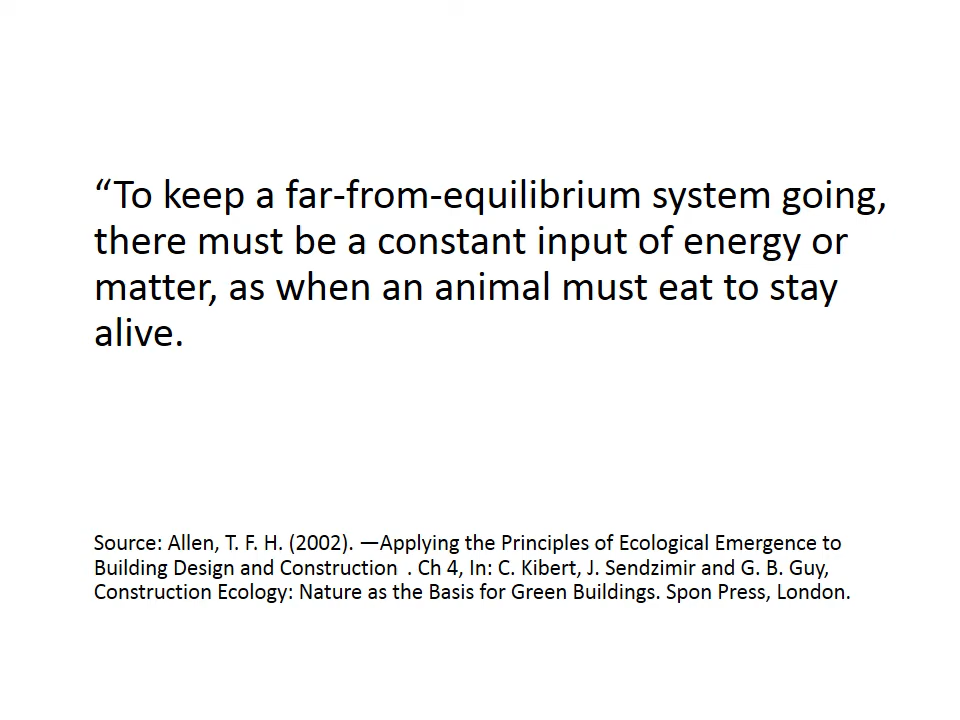 “To keep a far-from-equilibrium system going,
there must be a constant input of energy or
matter, as when an animal must eat to stay
alive.
Source: Allen, T. F. H. (2002). ―Applying the Principles of Ecological Emergence to
Building Design and Construction  . Ch 4, In: C. Kibert, J. Sendzimir and G. B. Guy,
Construction Ecology: Nature as the Basis for Green Buildings. Spon Press, London.